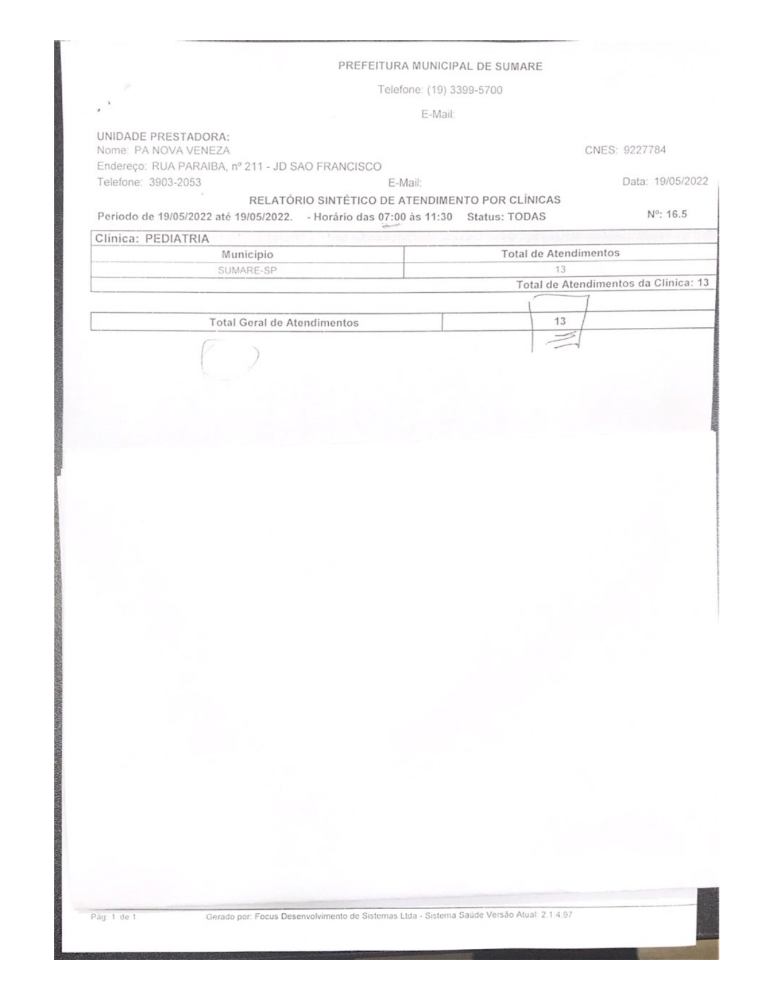 PREFEITURA MUNICIPAL DE SUMARE
Telefone: (19) 3399-5700
E-Mail:
UNIDADE PRESTADORA:
Nome: PA NOVA VENEZA CNES: 9227784
Endereço: RUA PARAIBA, nº 211 - JD SAO FRANCISCO
Telefone: 3903-2053 E-Mail: Data: 19/05/2022
RELATÓRIO SINTÉTICO DE ATENDIMENTO POR CLÍNICAS
Período de 19/05/2022 até 19/05/2022. - Horário das 07:00 às 11:30 Status: TODAS Nº: 16.5
Clínica: PEDIATRIA
Município Total de Atendimentos
SUMARE-SP 13
Total de Atendimentos da Clínica: 13
Total Geral de Atendimentos 13
Pág: 1 de 1 Gerado por: Focus Desenvolvimento de Sistemas Ltda - Sistema Saúde Versão Atual: 2.1.4.97